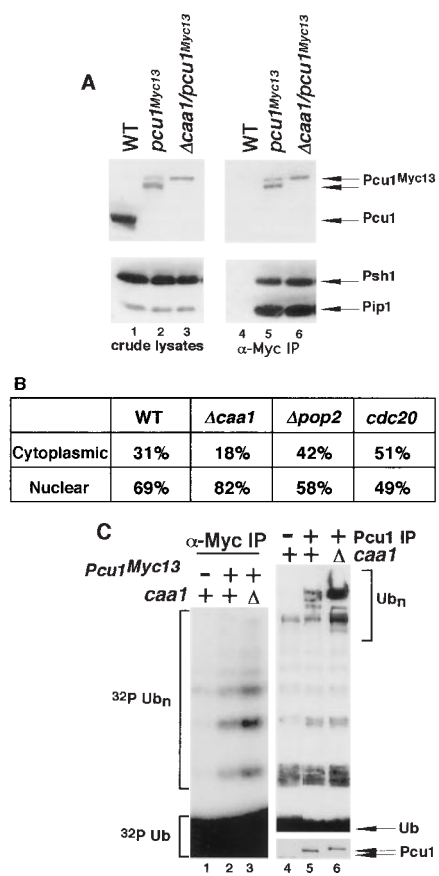 A
WT
pcu1Myc13
Δcaa1/pcu1Myc13
WT
pcu1Myc13
Δcaa1/pcu1Myc13
Pcu1Myc13
Pcu1
Psh1
Pip1
1 2 3
4 5 6
crude lysates
α-Myc IP
B
WT Δcaa1 Δpop2 cdc20
Cytoplasmic 31% 18% 42% 51%
Nuclear 69% 82% 58% 49%
C
α-Myc IP
Pcu1Myc13 - + +
caa1 + + Δ
- + + Pcu1 IP
+ + Δ caa1
Ubn
32P Ubn
32P Ub
Ub
Pcu1
1 2 3
4 5 6